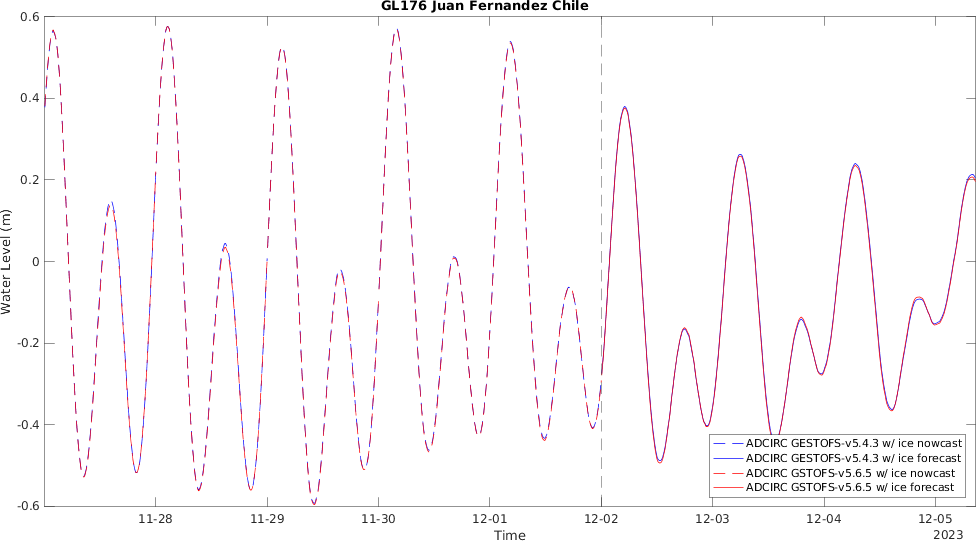 GL176 Juan Fernandez Chile
0.6
0.4
0.2
0
-0.2
-0.4
-0.6
Water Level (m)
ADCIRC GESTOFS-v5.4.3 w/ ice nowcast
ADCIRC GESTOFS-v5.4.3 w/ ice forecast
ADCIRC GSTOFS-v5.6.5 w/ ice nowcast
ADCIRC GSTOFS-v5.6.5 w/ ice forecast
11-28 11-29 11-30 12-01 12-02 12-03 12-04 12-05
Time 2023